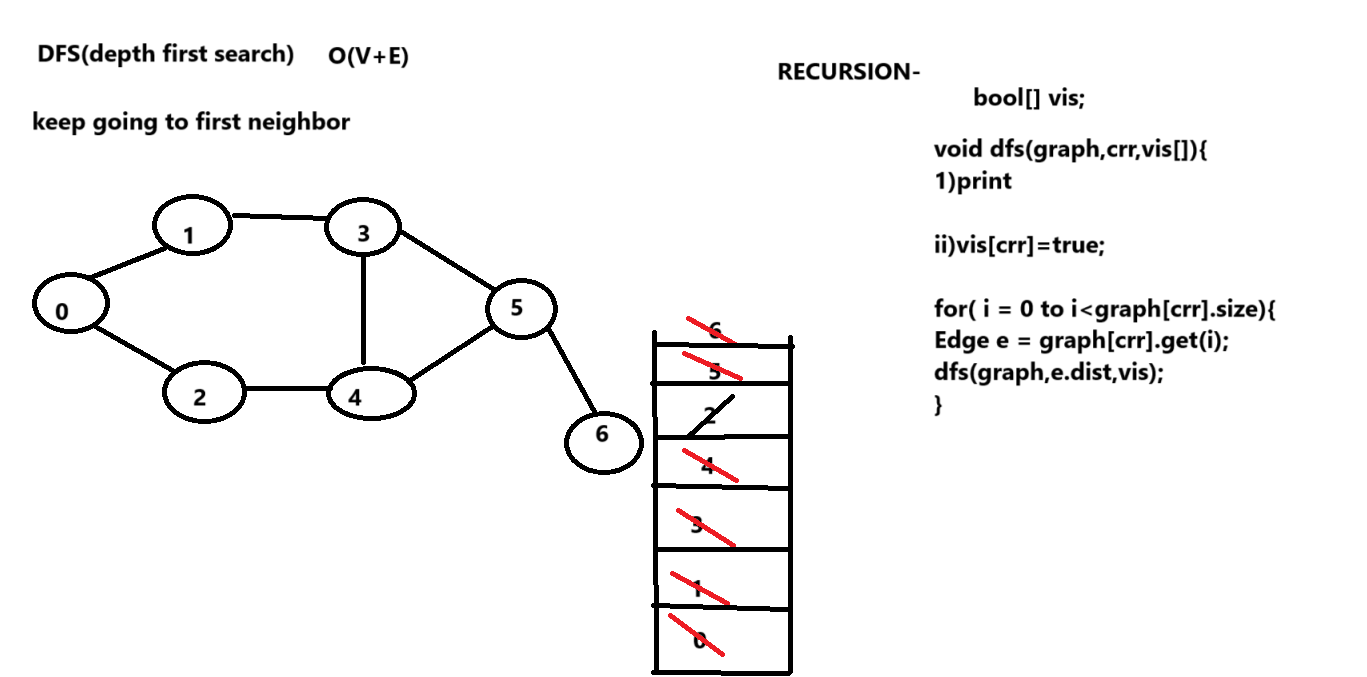 DFS(depth first search) O(V+E)
keep going to first neighbor
RECURSION-
bool[] vis;
void dfs(graph,crr,vis[]){
1)print
ii)vis[crr]=true;
for( i = 0 to i<graph[crr].size){
Edge e = graph[crr].get(i);
dfs(graph,e.dist,vis);
}
1
3
0
5
2
4
6
6
5
2
4
3
1
0